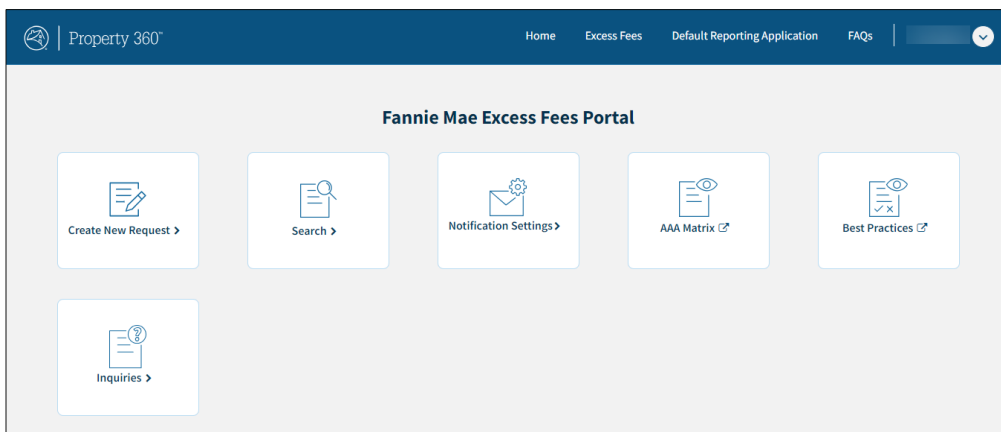 Property 360™
Home Excess Fees Default Reporting Application FAQs
Fannie Mae Excess Fees Portal
Create New Request >
Search >
Notification Settings>
AAA Matrix
Best Practices
Inquiries >